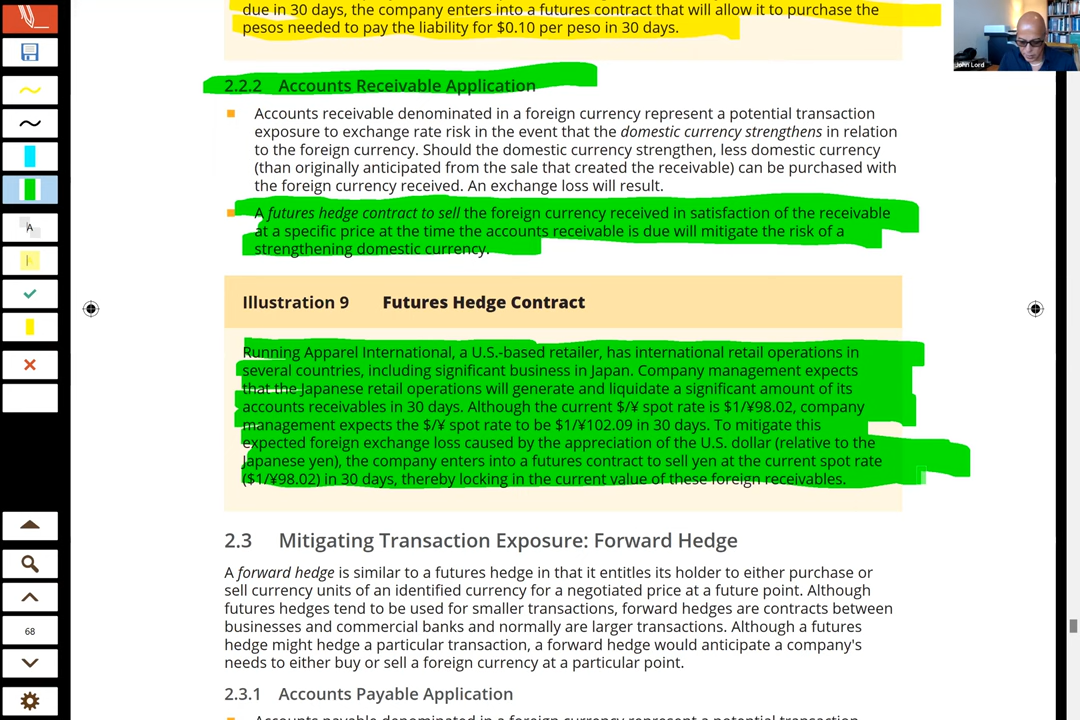 due in 30 days, the company enters into a futures contract that will allow it to purchase the
pesos needed to pay the liability for $0.10 per peso in 30 days.
John Lord
2.2.2 Accounts Receivable Application
Accounts receivable denominated in a foreign currency represent a potential transaction
exposure to exchange rate risk in the event that the domestic currency strengthens in relation
to the foreign currency. Should the domestic currency strengthen, less domestic currency
(than originally anticipated from the sale that created the receivable) can be purchased with
the foreign currency received. An exchange loss will result.
A futures hedge contract to sell the foreign currency received in satisfaction of the receivable
at a specific price at the time the accounts receivable is due will mitigate the risk of a
strengthening domestic currency.
A
Illustration 9 Futures Hedge Contract
Running Apparel International, a U.S.-based retailer, has international retail operations in
several countries, including significant business in Japan. Company management expects
that the Japanese retail operations will generate and liquidate a significant amount of its
accounts receivables in 30 days. Although the current $/¥ spot rate is $1/¥98.02, company
management expects the $/¥ spot rate to be $1/¥102.09 in 30 days. To mitigate this
expected foreign exchange loss caused by the appreciation of the U.S. dollar (relative to the
Japanese yen), the company enters into a futures contract to sell yen at the current spot rate
($1/¥98.02) in 30 days, thereby locking in the current value of these foreign receivables.
2.3 Mitigating Transaction Exposure: Forward Hedge
A forward hedge is similar to a futures hedge in that it entitles its holder to either purchase or
sell currency units of an identified currency for a negotiated price at a future point. Although
futures hedges tend to be used for smaller transactions, forward hedges are contracts between
businesses and commercial banks and normally are larger transactions. Although a futures
hedge might hedge a particular transaction, a forward hedge would anticipate a company's
needs to either buy or sell a foreign currency at a particular point.
68
2.3.1 Accounts Payable Application
Accounts payable denominated in a foreign currency represent a potential transaction